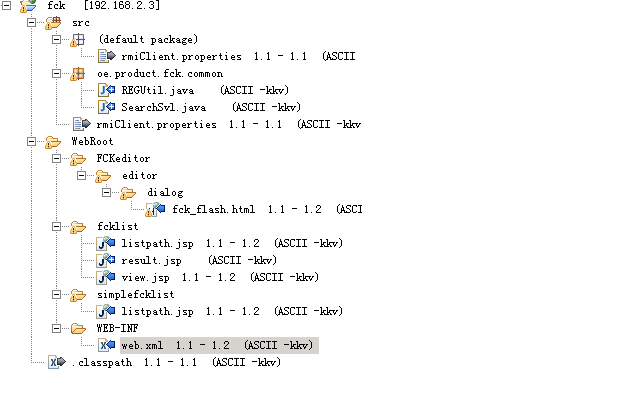 fck [192.168.2.3]
src
(default package)
rmiClient.properties 1.1 - 1.1 (ASCII
oe.product.fck.common
REGUtil.java (ASCII -kkv)
SearchSvl.java (ASCII -kkv)
rmiClient.properties 1.1 - 1.1 (ASCII -kkv
WebRoot
FCKeditor
editor
dialog
fck_flash.html 1.1 - 1.2 (ASCI
fcklist
listpath.jsp 1.1 - 1.2 (ASCII -kkv)
result.jsp (ASCII -kkv)
view.jsp 1.1 - 1.2 (ASCII -kkv)
simplefcklist
listpath.jsp 1.1 - 1.2 (ASCII -kkv)
WEB-INF
web.xml 1.1 - 1.2 (ASCII -kkv)
.classpath 1.1 - 1.1 (ASCII -kkv)